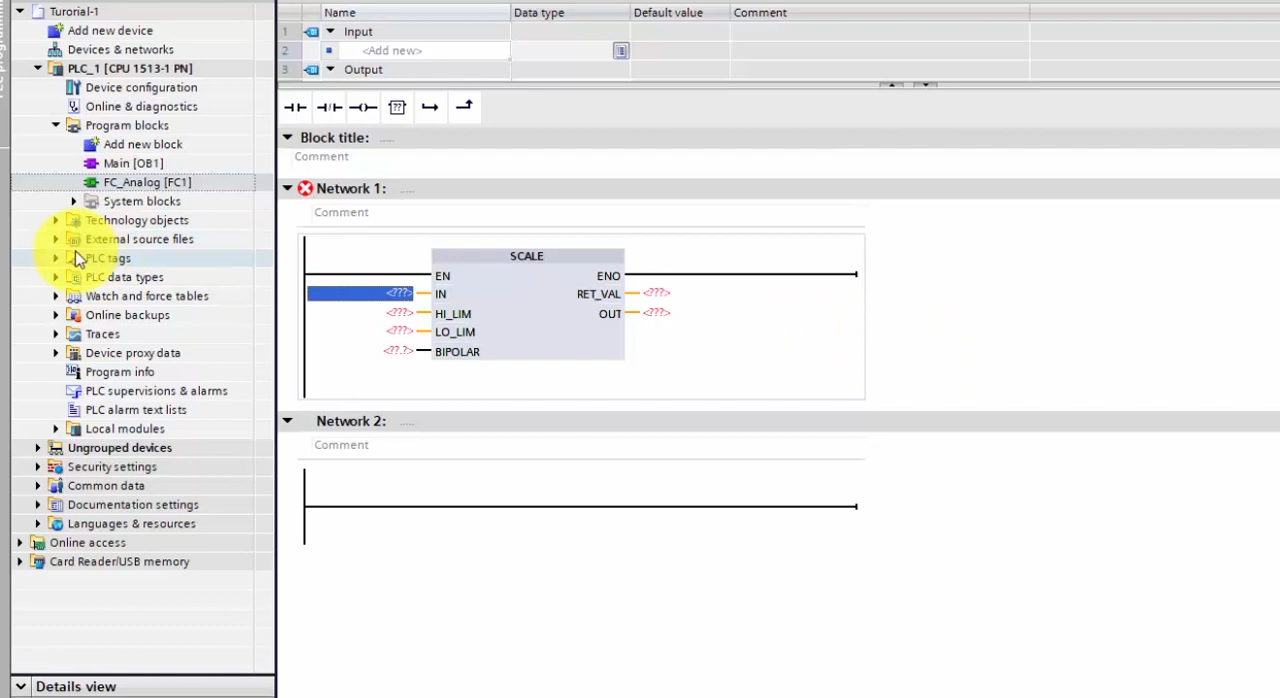 Turorial-1
Add new device
Devices & networks
PLC_1 [CPU 1513-1 PN]
Device configuration
Online & diagnostics
Program blocks
Add new block
Main [OB1]
FC_Analog [FC1]
System blocks
Technology objects
External source files
PLC tags
PLC data types
Watch and force tables
Online backups
Traces
Device proxy data
Program info
PLC supervisions & alarms
PLC alarm text lists
Local modules
Ungrouped devices
Security settings
Common data
Documentation settings
Languages & resources
Online access
Card Reader/USB memory
Details view
Name Data type Default value Comment
1 Input
2 <Add new>
3 Output
??
Block title: .....
Comment
Network 1: .....
Comment
SCALE
EN ENO
<???> IN RET_VAL <???>
<???> HI_LIM OUT <???>
<???> LO_LIM
<??.?> BIPOLAR
Network 2: .....
Comment